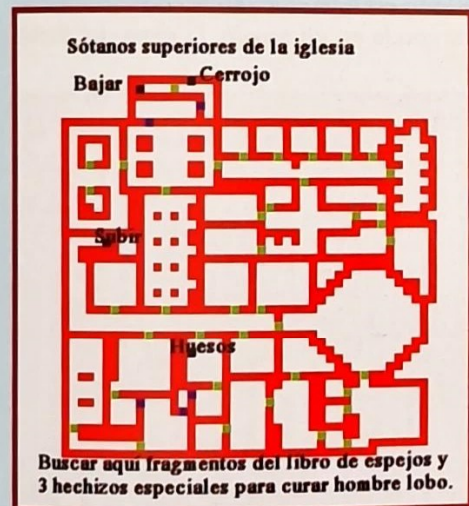 Sótanos superiores de la iglesia
Bajar
Cerrojo
Subir
Huesos
Buscar aquí fragmentos del libro de espejos y
3 hechizos especiales para curar hombre lobo.